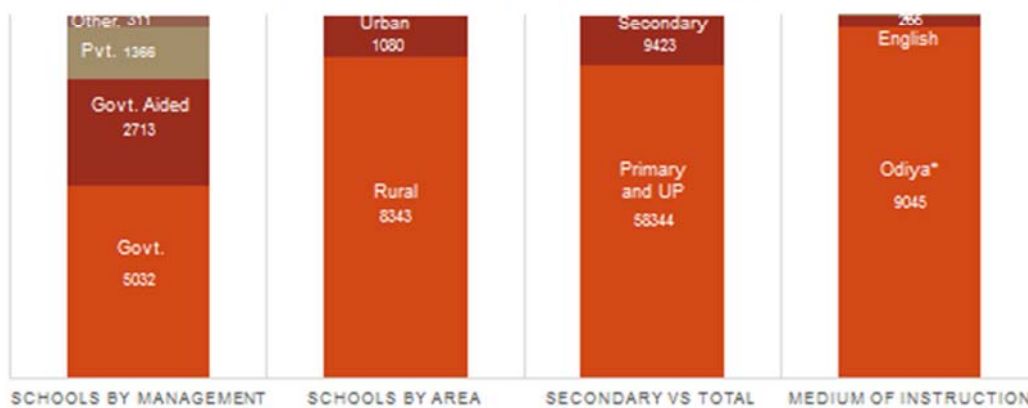 Other. 311
Pvt. 1366
Govt. Aided
2713
Govt.
5032
SCHOOLS BY MANAGEMENT
Urban
1080
Rural
8343
SCHOOLS BY AREA
Secondary
9423
Primary
and UP
58344
SECONDARY VS TOTAL
English
Odiya*
9045
MEDIUM OF INSTRUCTION